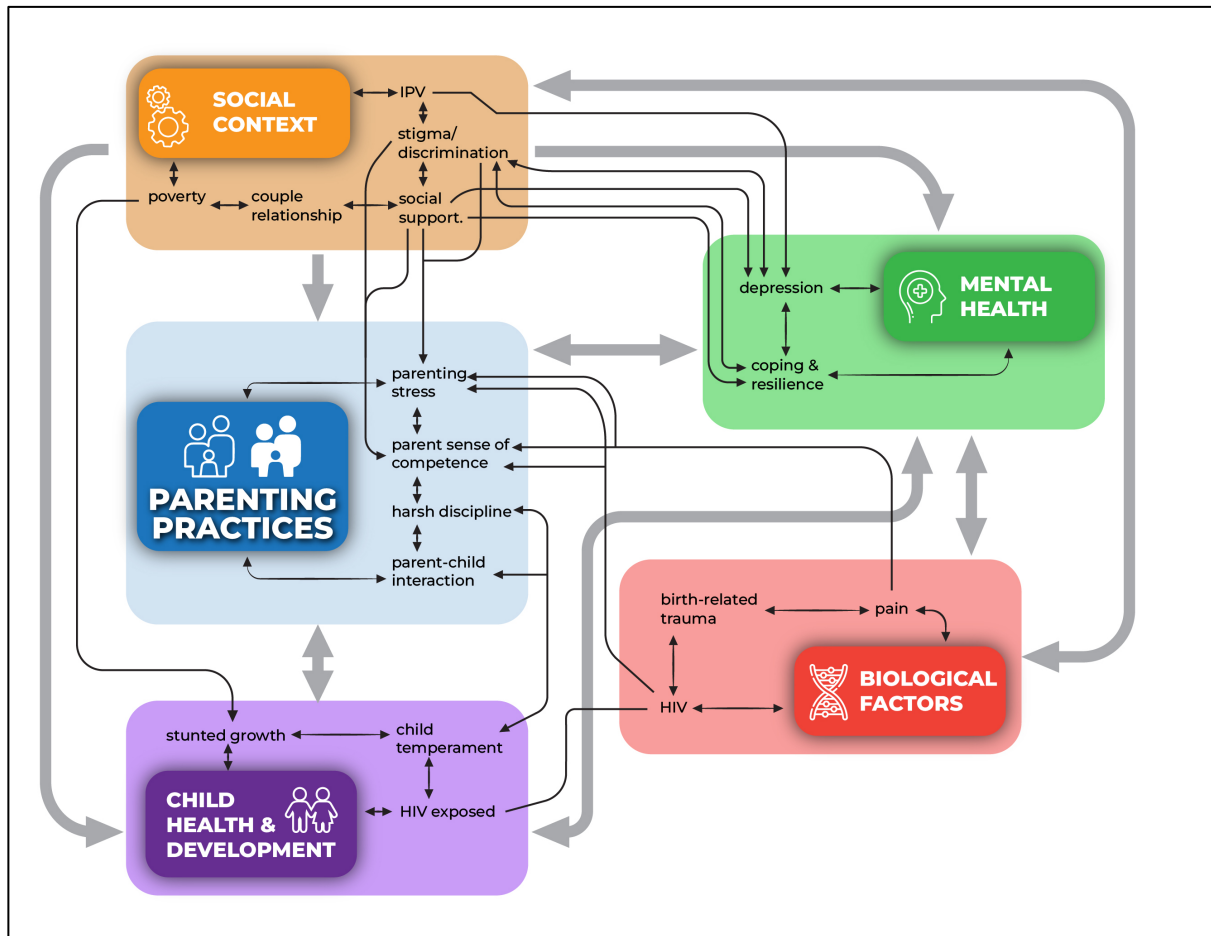 SOCIAL
CONTEXT
IPV
stigma/
discrimination
poverty
couple
relationship
social
support.
depression
MENTAL
HEALTH
coping &
resilience
parenting
stress
parent sense of
competence
PARENTING
PRACTICES
harsh discipline
parent-child
interaction
birth-related
trauma
pain
HIV
BIOLOGICAL
FACTORS
stunted growth
child
temperament
CHILD
HEALTH &
DEVELOPMENT
HIV exposed